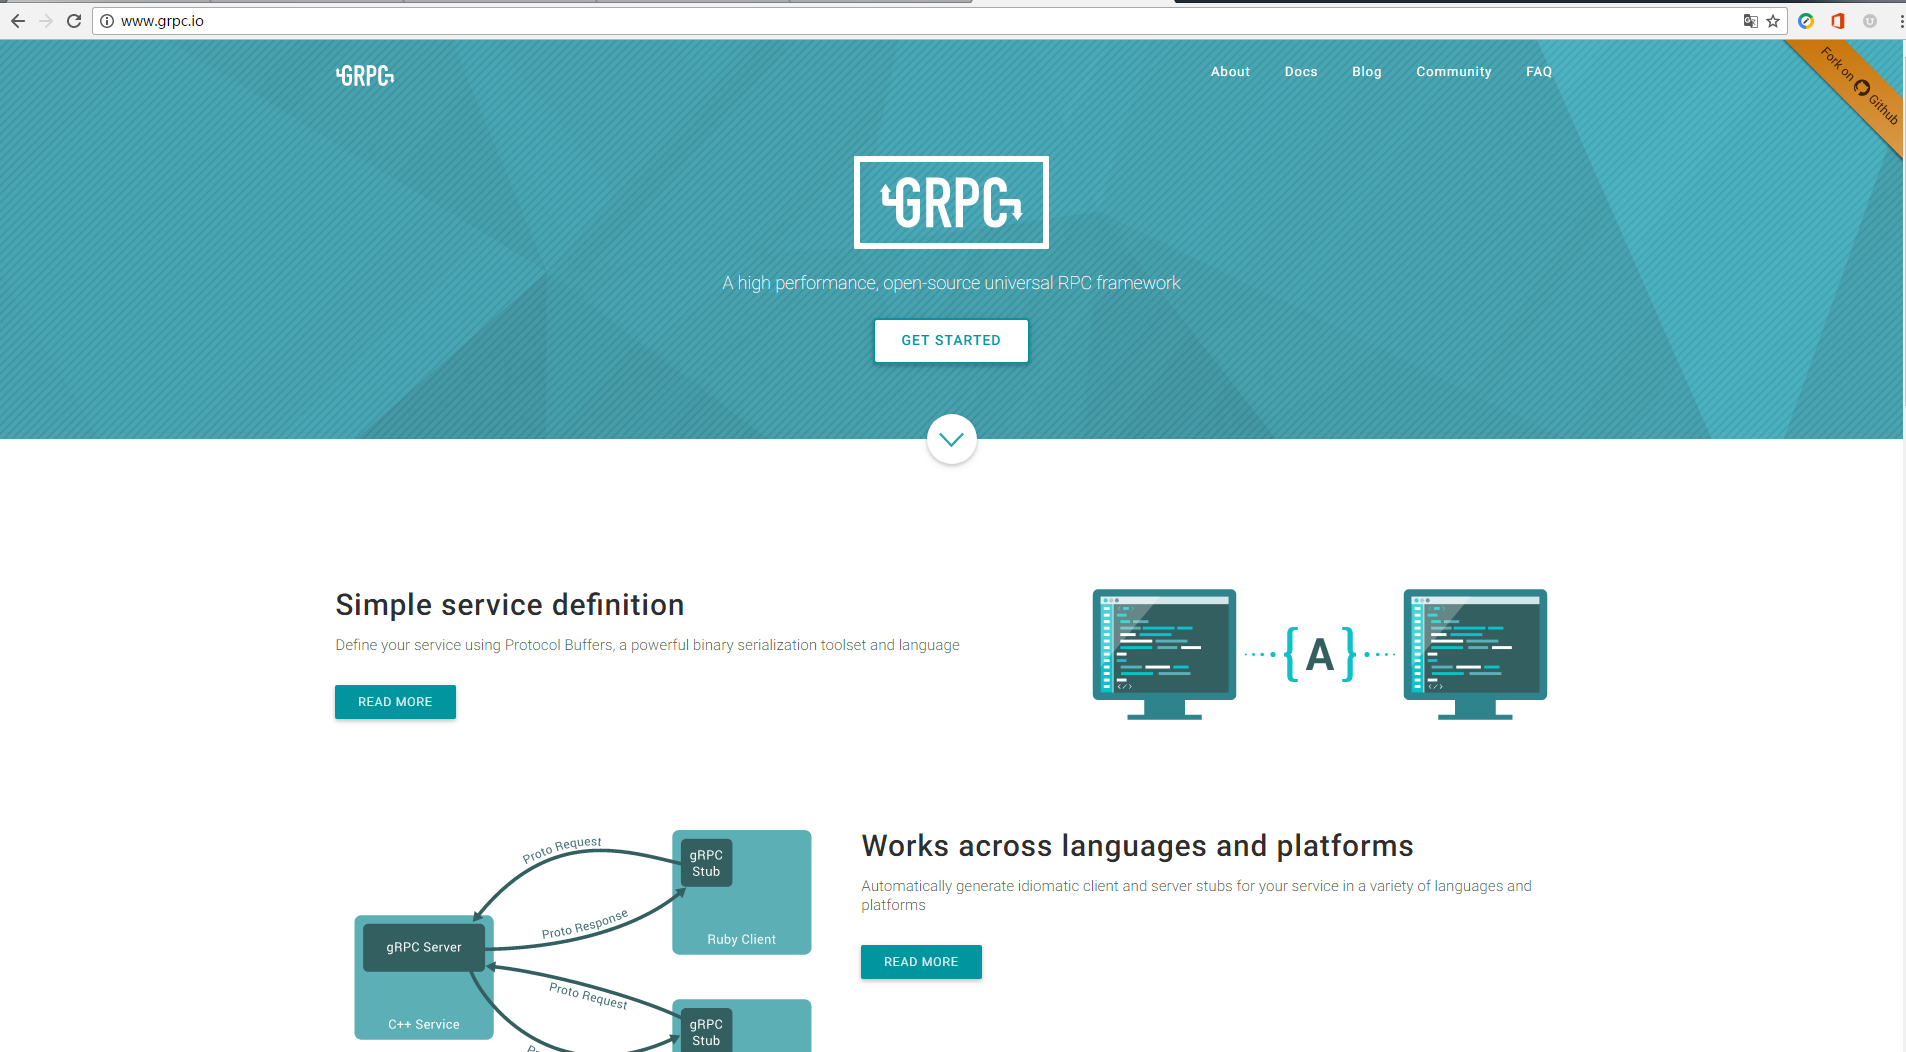 www.grpc.io
GRPC
About Docs Blog Community FAQ
Fork on Github
GRPC
A high performance, open-source universal RPC framework
GET STARTED
Simple service definition
Define your service using Protocol Buffers, a powerful binary serialization toolset and language
READ MORE
{A}
Works across languages and platforms
Automatically generate idiomatic client and server stubs for your service in a variety of languages and
platforms
READ MORE
Proto Request
gRPC
Stub
Proto Response
Ruby Client
gRPC Server
Proto Request
C++ Service
gRPC
Stub